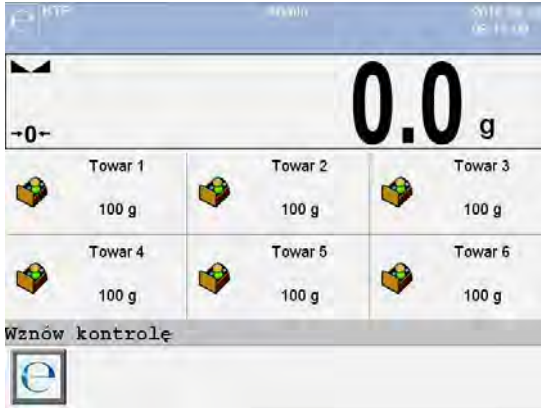 0.0 g
→0←
Towar 1 Towar 2 Towar 3
100 g 100 g 100 g
Towar 4 Towar 5 Towar 6
100 g 100 g 100 g
Wznów kontrolę
e